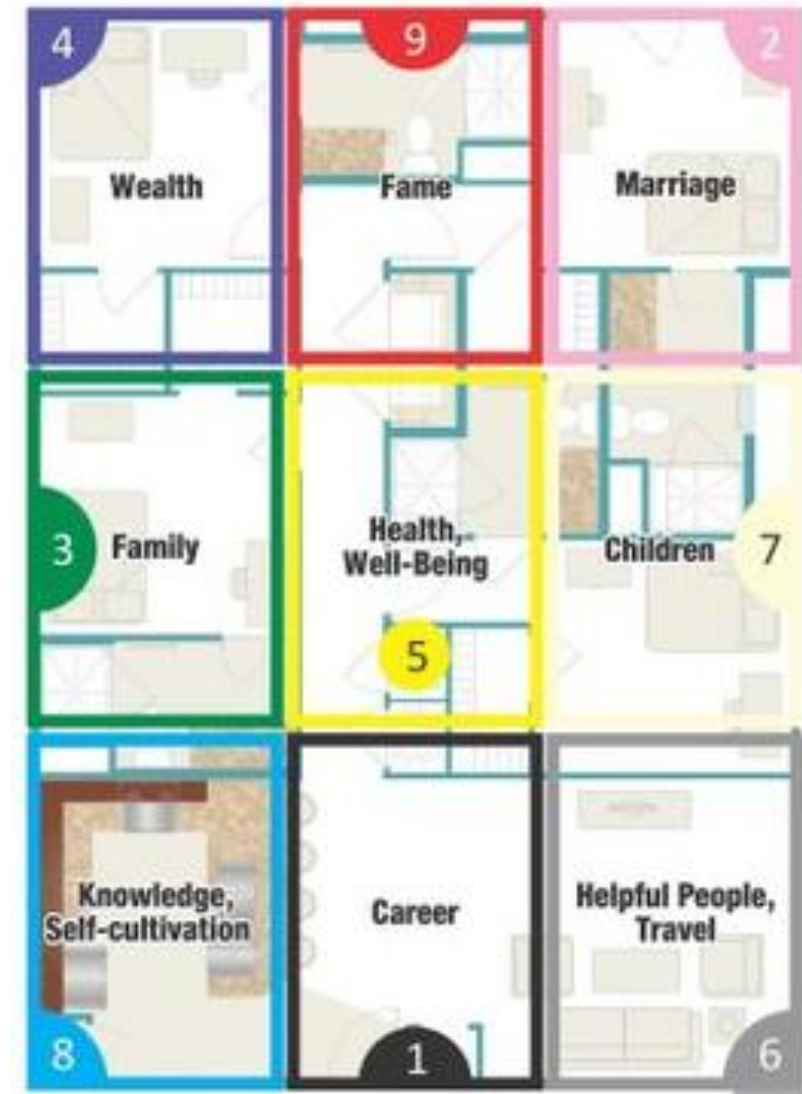 4
9
2
Wealth
Fame
Marriage
3
Family
Health,
Well-Being
5
Children
7
Knowledge,
Self-cultivation
8
Career
1
Helpful People,
Travel
6